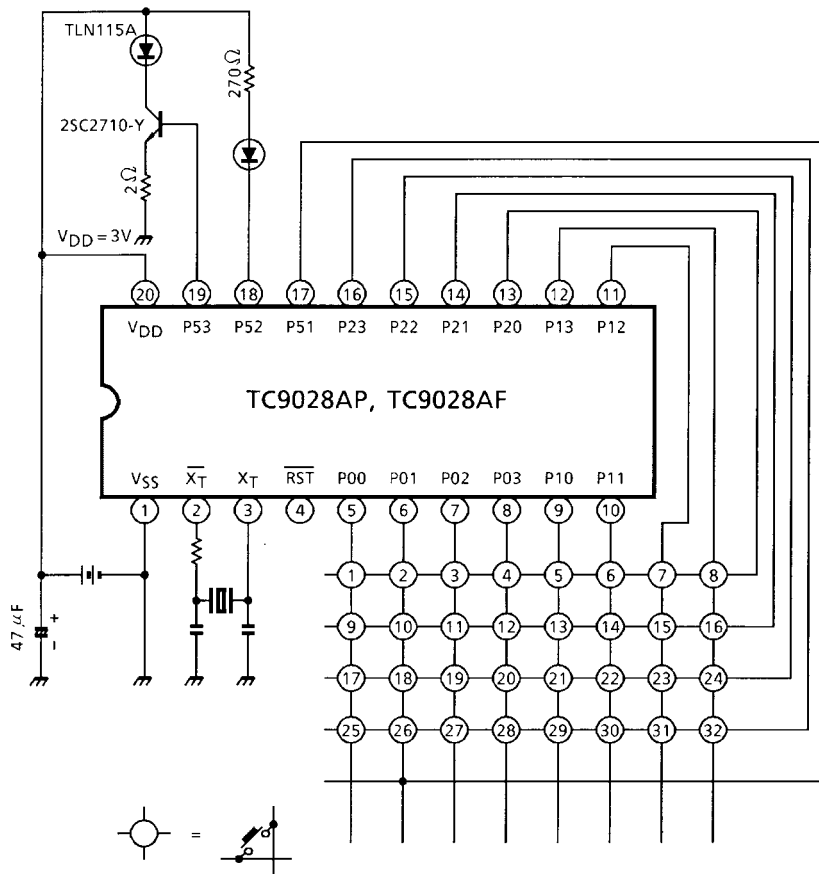 TLN115A
270Ω
2SC2710-Y
2Ω
VDD = 3V
20 19 18 17 16 15 14 13 12 11
VDD P53 P52 P51 P23 P22 P21 P20 P13 P12
TC9028AP, TC9028AF
VSS X̅T̅ XT R̅S̅T̅ P00 P01 P02 P03 P10 P11
1 2 3 4 5 6 7 8 9 10
1 2 3 4 5 6 7 8
47μF + −
9 10 11 12 13 14 15 16
17 18 19 20 21 22 23 24
25 26 27 28 29 30 31 32
=